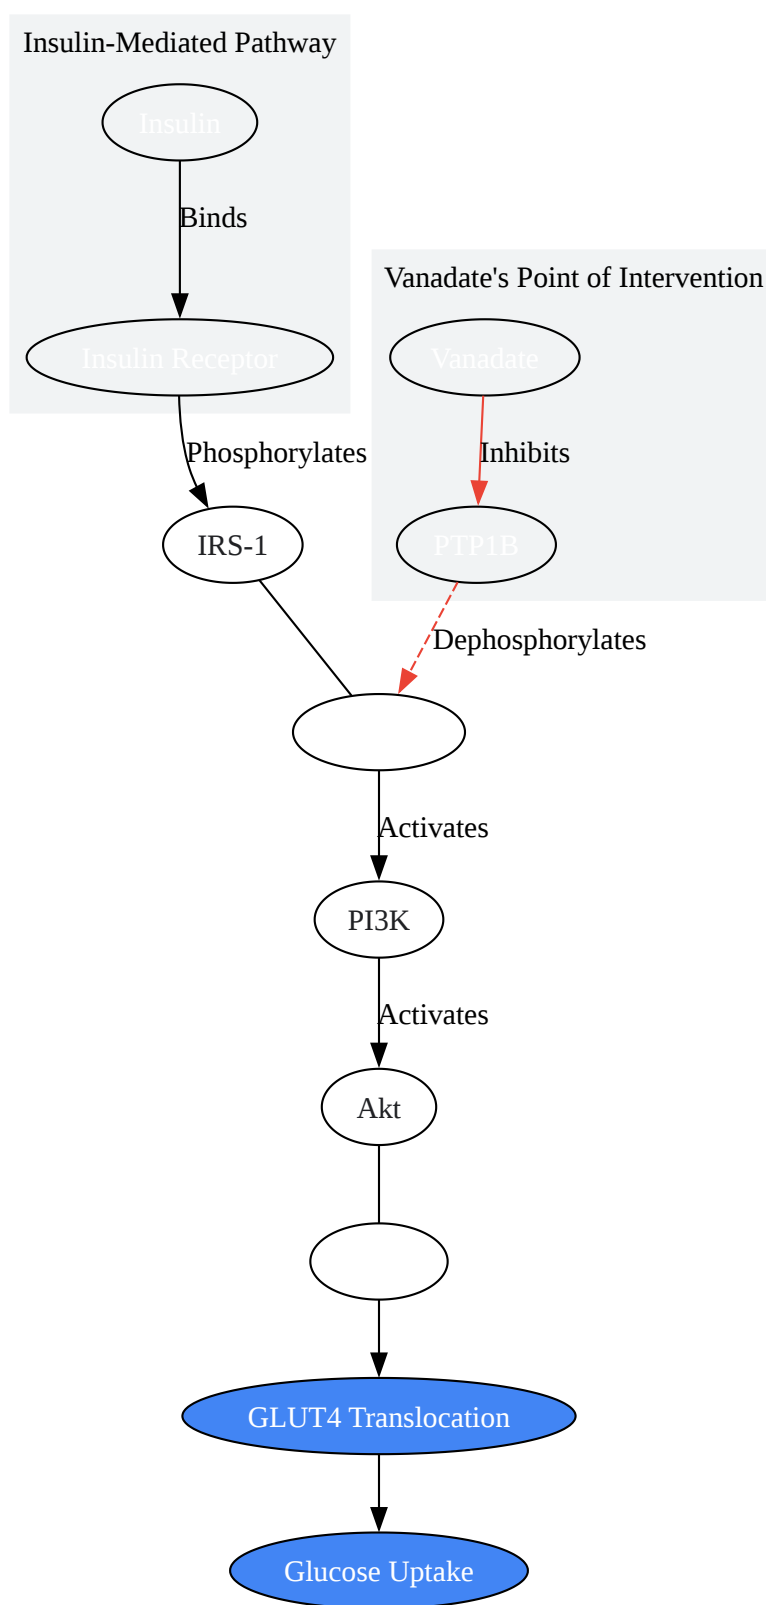 Insulin-Mediated Pathway
Insulin
Binds
Vanadate's Point of Intervention
Insulin Receptor
Vanadate
Phosphorylates
Inhibits
IRS-1
PTP1B
Dephosphorylates
Activates
PI3K
Activates
Akt
GLUT4 Translocation
Glucose Uptake